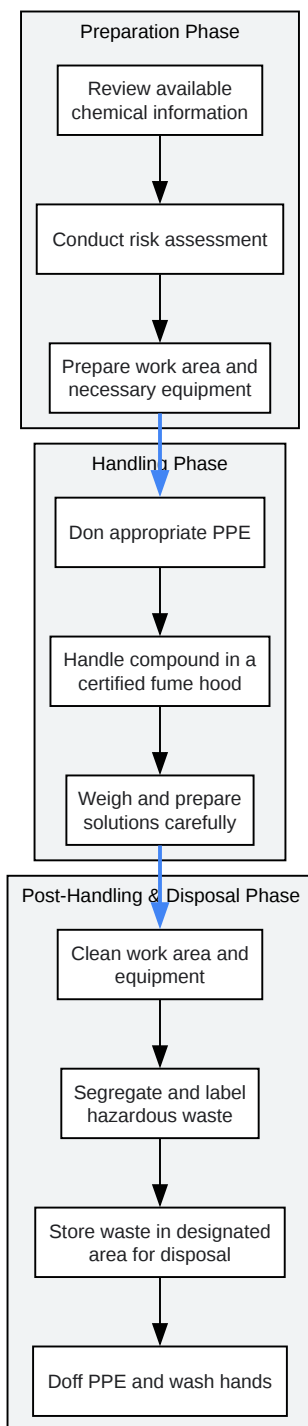 Preparation Phase
Review available
chemical information
Conduct risk assessment
Prepare work area and
necessary equipment
Handling Phase
Don appropriate PPE
Handle compound in a
certified fume hood
Weigh and prepare
solutions carefully
Post-Handling & Disposal Phase
Clean work area and
equipment
Segregate and label
hazardous waste
Store waste in designated
area for disposal
Doff PPE and wash hands